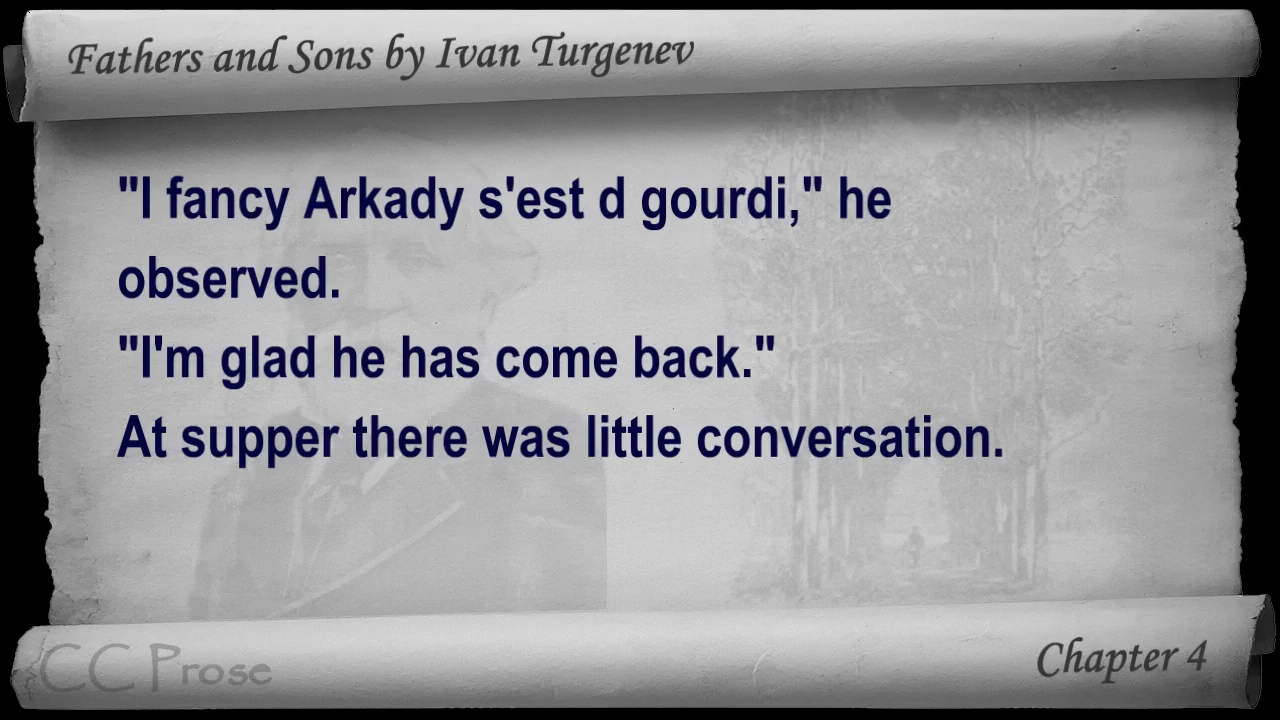 Fathers and Sons by Ivan Turgenev
"I fancy Arkady s'est d gourdi," he
observed.
"I'm glad he has come back."
At supper there was little conversation.
CC Prose
Chapter 4